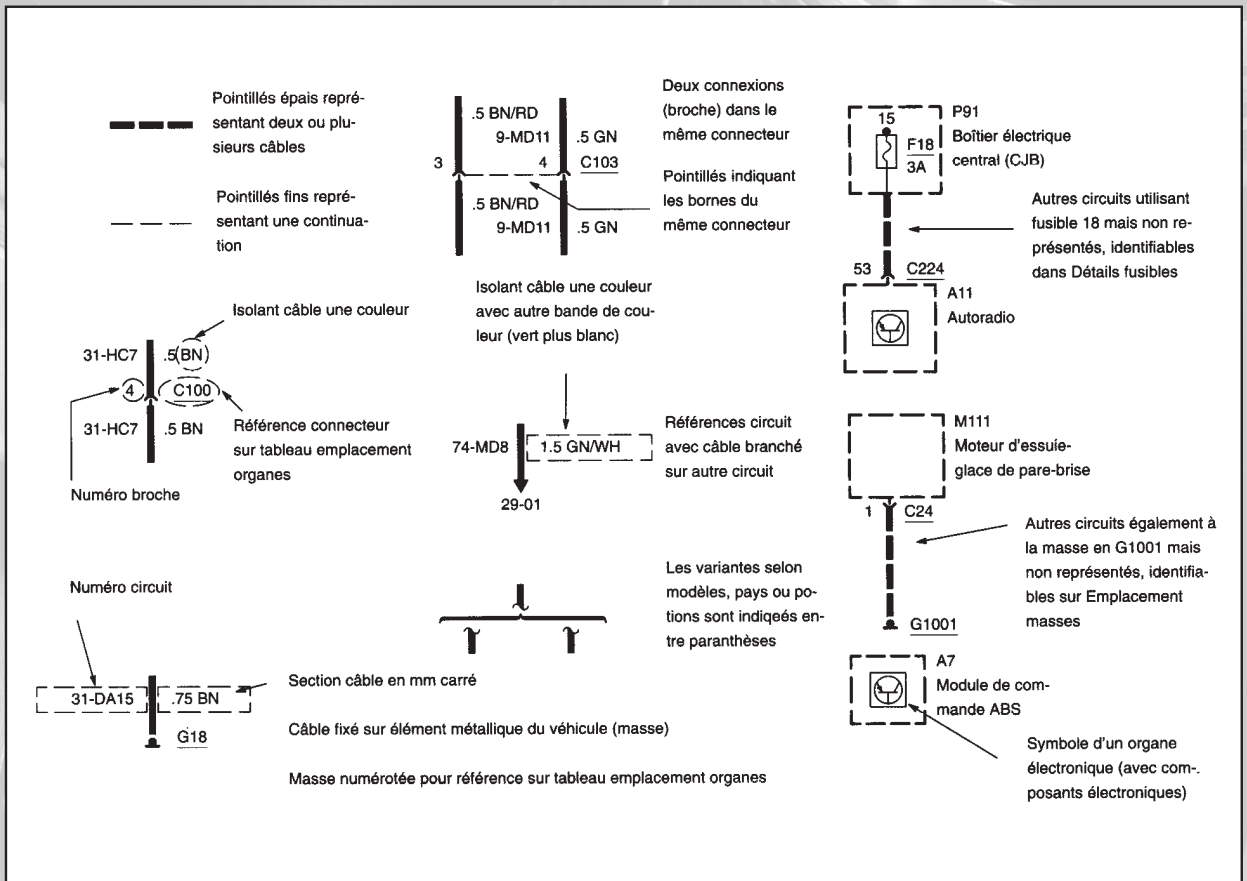 Pointillés épais repré-
sentant deux ou plu-
sieurs câbles
Pointillés fins repré-
sentant une continua-
tion
Isolant câble une couleur
31-HC7 .5 BN
4 C100
31-HC7 .5 BN
Référence connecteur
sur tableau emplacement
organes
Numéro broche
Numéro circuit
31-DA15 .75 BN
G18
Section câble en mm carré
Câble fixé sur élément métallique du véhicule (masse)
Masse numérotée pour référence sur tableau emplacement organes
.5 BN/RD
9-MD11 .5 GN
3 4 C103
.5 BN/RD
9-MD11 .5 GN
Deux connexions
(broche) dans le
même connecteur
Pointillés indiquant
les bornes du
même connecteur
Isolant câble une couleur
avec autre bande de cou-
leur (vert plus blanc)
74-MD8 1.5 GN/WH
29-01
Références circuit
avec câble branché
sur autre circuit
Les variantes selon
modèles, pays ou po-
tions sont indiqeés en-
tre paranthèses
P91
15
Boîtier électrique
central (CJB)
F18
3A
Autres circuits utilisant
fusible 18 mais non re-
présentés, identifiables
dans Détails fusibles
53 C224
A11
Autoradio
M111
Moteur d'essuie-
glace de pare-brise
1 C24
Autres circuits également à
la masse en G1001 mais
non représentés, identifia-
bles sur Emplacement
masses
G1001
A7
Module de com-
mande ABS
Symbole d'un organe
électronique (avec com-.
posants électroniques)